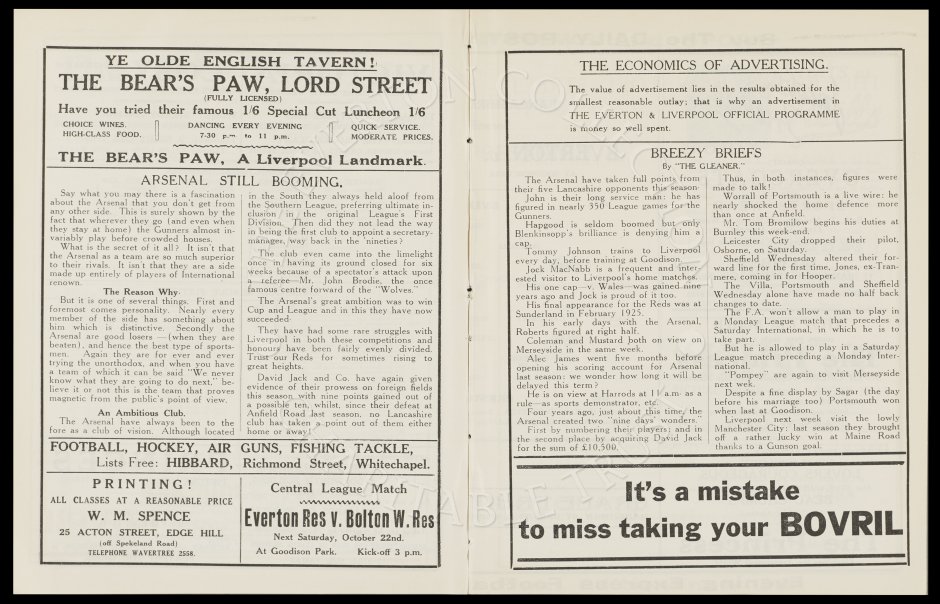 YE OLDE ENGLISH TAVERN!
THE BEAR'S PAW, LORD STREET
(FULLY LICENSED)
Have you tried their famous 1/6 Special Cut Luncheon 1/6
CHOICE WINES.
HIGH-CLASS FOOD.
DANCING EVERY EVENING
7-30 p.m. to 11 p.m.
QUICK SERVICE.
MODERATE PRICES.
THE BEAR'S PAW, A Liverpool Landmark.
ARSENAL STILL BOOMING.
Say what you may there is a fascination
about the Arsenal that you don't get from
any other side. This is surely shown by the
fact that wherever they go (and even when
they stay at home) the Gunners almost in-
variably play before crowded houses.
What is the secret of it all? It isn't that
the Arsenal as a team are so much superior
to their rivals. It isn't that they are a side
made up entirely of players of International
renown.
The Reason Why.
But it is one of several things. First and
foremost comes personality. Nearly every
member of the side has something about
him which is distinctive. Secondly the
Arsenal are good losers—(when they are
beaten), and hence the best type of sports-
men. Again they are for ever and ever
trying the unorthodox, and when you have
a team of which it can be said "We never
know what they are going to do next," be-
lieve it or not this is the team that proves
magnetic from the public's point of view.
An Ambitious Club.
The Arsenal have always been to the
fore as a club of vision. Although located
in the South they always held aloof from
the Southern League, preferring ultimate in-
clusion in the original League's First
Division. Then did they not lead the way
in being the first club to appoint a secretary-
manager, way back in the 'nineties?
The club even came into the limelight
once in having its ground closed for six
weeks because of a spectator's attack upon
a referee—Mr. John Brodie, the once
famous centre forward of the "Wolves."
The Arsenal's great ambition was to win
Cup and League and in this they have now
succeeded.
They have had some rare struggles with
Liverpool in both these competitions and
honours have been fairly evenly divided.
Trust our Reds for sometimes rising to
great heights.
David Jack and Co. have again given
evidence of their prowess on foreign fields
this season with nine points gained out of
a possible ten, whilst, since their defeat at
Anfield Road last season, no Lancashire
club has taken a point out of them either
home or away!
FOOTBALL, HOCKEY, AIR GUNS, FISHING TACKLE,
Lists Free: HIBBARD, Richmond Street, Whitechapel.
PRINTING!
ALL CLASSES AT A REASONABLE PRICE
W. M. SPENCE
25 ACTON STREET, EDGE HILL
(off Spekeland Road)
TELEPHONE WAVERTREE 2558.
Central League Match
Everton Res v. Bolton W. Res
Next Saturday, October 22nd.
At Goodison Park. Kick-off 3 p.m.
THE ECONOMICS OF ADVERTISING.
The value of advertisement lies in the results obtained for the
smallest reasonable outlay; that is why an advertisement in
THE EVERTON & LIVERPOOL OFFICIAL PROGRAMME
is money so well spent.
BREEZY BRIEFS
By "THE GLEANER."
The Arsenal have taken full points from
their five Lancashire opponents this season.
John is their long service man: he has
figured in nearly 350 League games for the
Gunners.
Hapgood is seldom boomed but only
Blenkinsopp's brilliance is denying him a
cap.
Tommy Johnson trains to Liverpool
every day, before training at Goodison.
Jock MacNabb is a frequent and inter-
ested visitor to Liverpool's home matches.
His one cap—v. Wales—was gained nine
years ago and Jock is proud of it too.
His final appearance for the Reds was at
Sunderland in February 1925.
In his early days with the Arsenal,
Roberts figured at right half.
Coleman and Mustard both on view on
Merseyside in the same week.
Alec James went five months before
opening his scoring account for Arsenal
last season: we wonder how long it will be
delayed this term?
He is on view at Harrods at 11 a.m. as a
rule—as sports demonstrator, etc.
Four years ago, just about this time, the
Arsenal created two "nine days' wonders."
First by numbering their players; and in
the second place by acquiring David Jack
for the sum of £10,500.
Thus, in both instances, figures were
made to talk!
Worrall of Portsmouth is a live wire: he
nearly shocked the home defence more
than once at Anfield.
Mr. Tom Bromilow begins his duties at
Burnley this week-end.
Leicester City dropped their pilot,
Osborne, on Saturday.
Sheffield Wednesday altered their for-
ward line for the first time, Jones, ex-Tran-
mere, coming in for Hooper.
The Villa, Portsmouth and Sheffield
Wednesday alone have made no half back
changes to date.
The F.A. won't allow a man to play in
a Monday League match that precedes a
Saturday International, in which he is to
take part.
But he is allowed to play in a Saturday
League match preceding a Monday Inter-
national.
"Pompey" are again to visit Merseyside
next week.
Despite a fine display by Sagar (the day
before his marriage too) Portsmouth won
when last at Goodison.
Liverpool next week visit the lowly
Manchester City: last season they brought
off a rather lucky win at Maine Road
thanks to a Gunson goal.
It's a mistake
to miss taking your BOVRIL